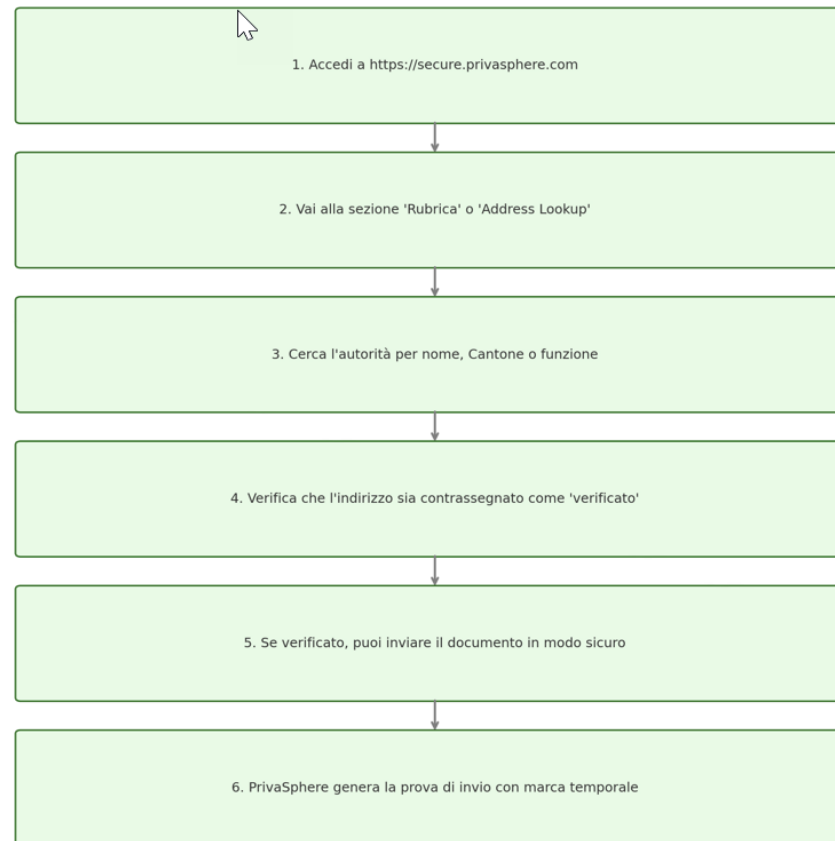 1. Accedi a https://secure.privasphere.com
2. Vai alla sezione 'Rubrica' o 'Address Lookup'
3. Cerca l'autorità per nome, Cantone o funzione
4. Verifica che l'indirizzo sia contrassegnato come 'verificato'
5. Se verificato, puoi inviare il documento in modo sicuro
6. PrivaSphere genera la prova di invio con marca temporale